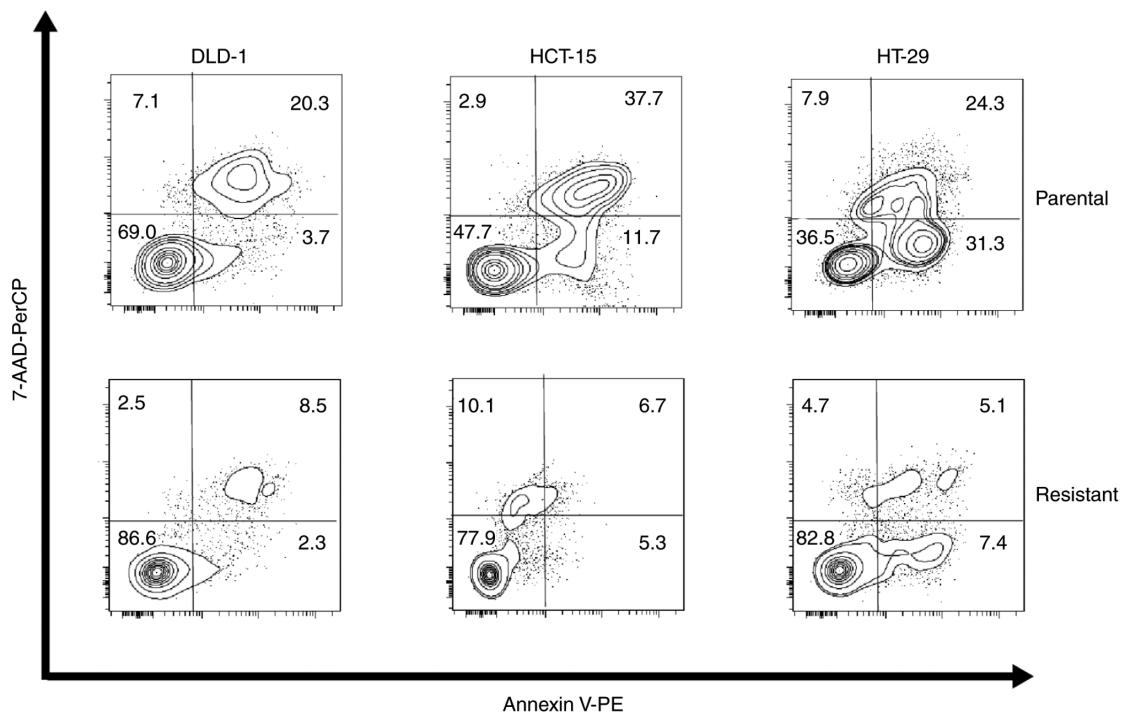 DLD-1 HCT-15 HT-29
7.1 20.3 2.9 37.7 7.9 24.3
Parental
69.0 3.7 47.7 11.7 36.5 31.3
7-AAD-PerCP
2.5 8.5 10.1 6.7 4.7 5.1
Resistant
86.6 2.3 77.9 5.3 82.8 7.4
Annexin V-PE